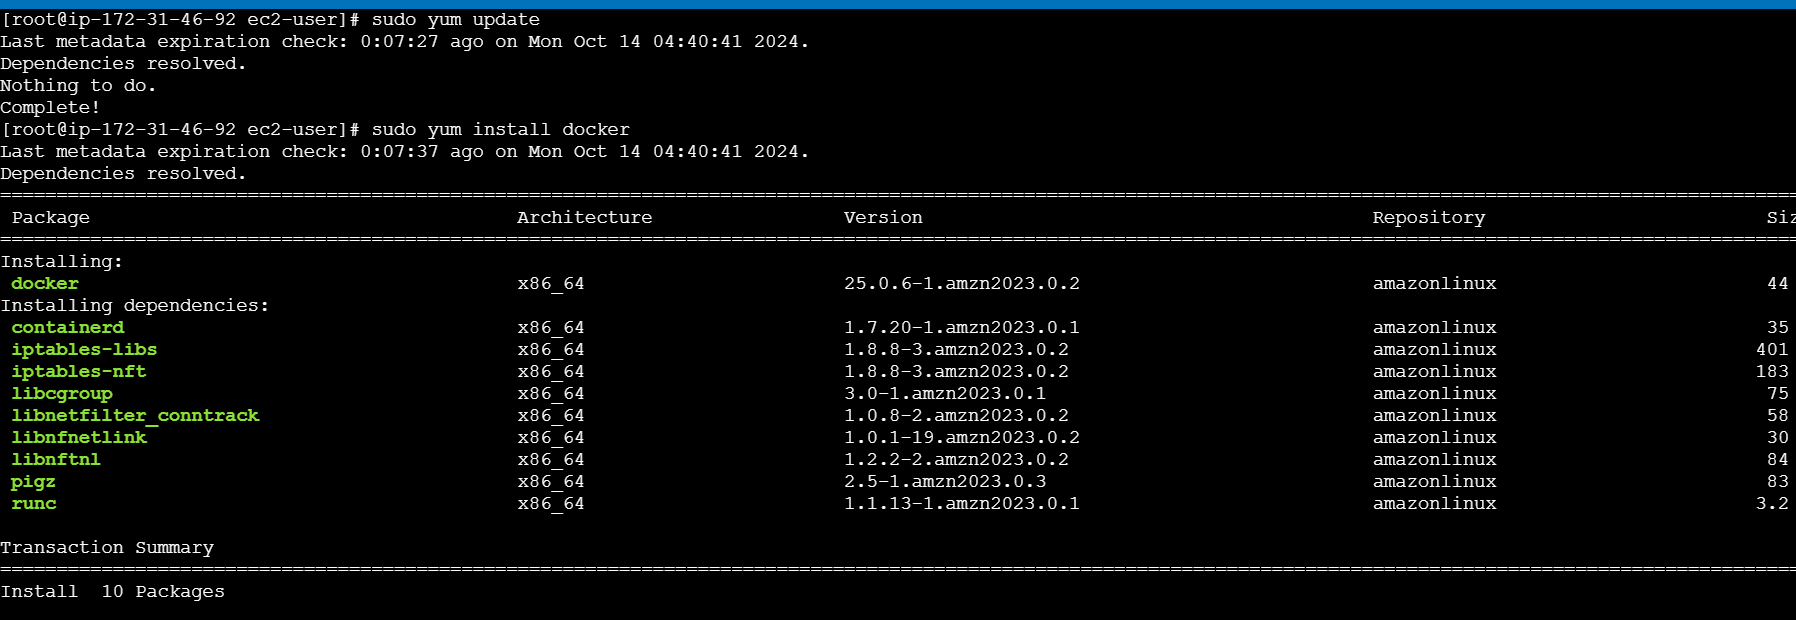 [root@ip-172-31-46-92 ec2-user]# sudo yum update
Last metadata expiration check: 0:07:27 ago on Mon Oct 14 04:40:41 2024.
Dependencies resolved.
Nothing to do.
Complete!
[root@ip-172-31-46-92 ec2-user]# sudo yum install docker
Last metadata expiration check: 0:07:37 ago on Mon Oct 14 04:40:41 2024.
Dependencies resolved.
Package Architecture Version Repository Siz
Installing:
docker x86_64 25.0.6-1.amzn2023.0.2 amazonlinux 44
Installing dependencies:
containerd x86_64 1.7.20-1.amzn2023.0.1 amazonlinux 35
iptables-libs x86_64 1.8.8-3.amzn2023.0.2 amazonlinux 401
iptables-nft x86_64 1.8.8-3.amzn2023.0.2 amazonlinux 183
libcgroup x86_64 3.0-1.amzn2023.0.1 amazonlinux 75
libnetfilter_conntrack x86_64 1.0.8-2.amzn2023.0.2 amazonlinux 58
libnfnetlink x86_64 1.0.1-19.amzn2023.0.2 amazonlinux 30
libnftnl x86_64 1.2.2-2.amzn2023.0.2 amazonlinux 84
pigz x86_64 2.5-1.amzn2023.0.3 amazonlinux 83
runc x86_64 1.1.13-1.amzn2023.0.1 amazonlinux 3.2
Transaction Summary
Install 10 Packages